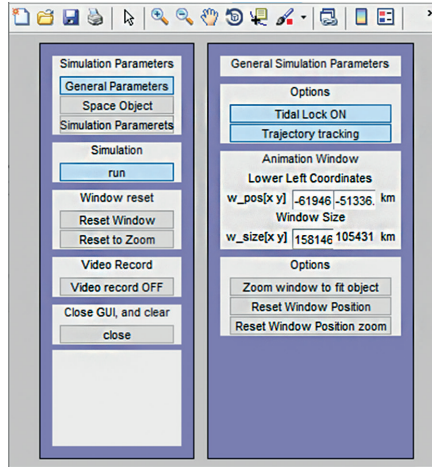 Simulation Parameters
General Parameters
Space Object
Simulation Paramerets
Simulation
run
Window reset
Reset Window
Reset to Zoom
Video Record
Video record OFF
Close GUI, and clear
close
General Simulation Parameters
Options
Tidal Lock ON
Trajectory tracking
Animation Window
Lower Left Coordinates
w_pos[x y] -61946 -51336. km
Window Size
w_size[x y] 158146 105431 km
Options
Zoom window to fit object
Reset Window Position
Reset Window Position zoom